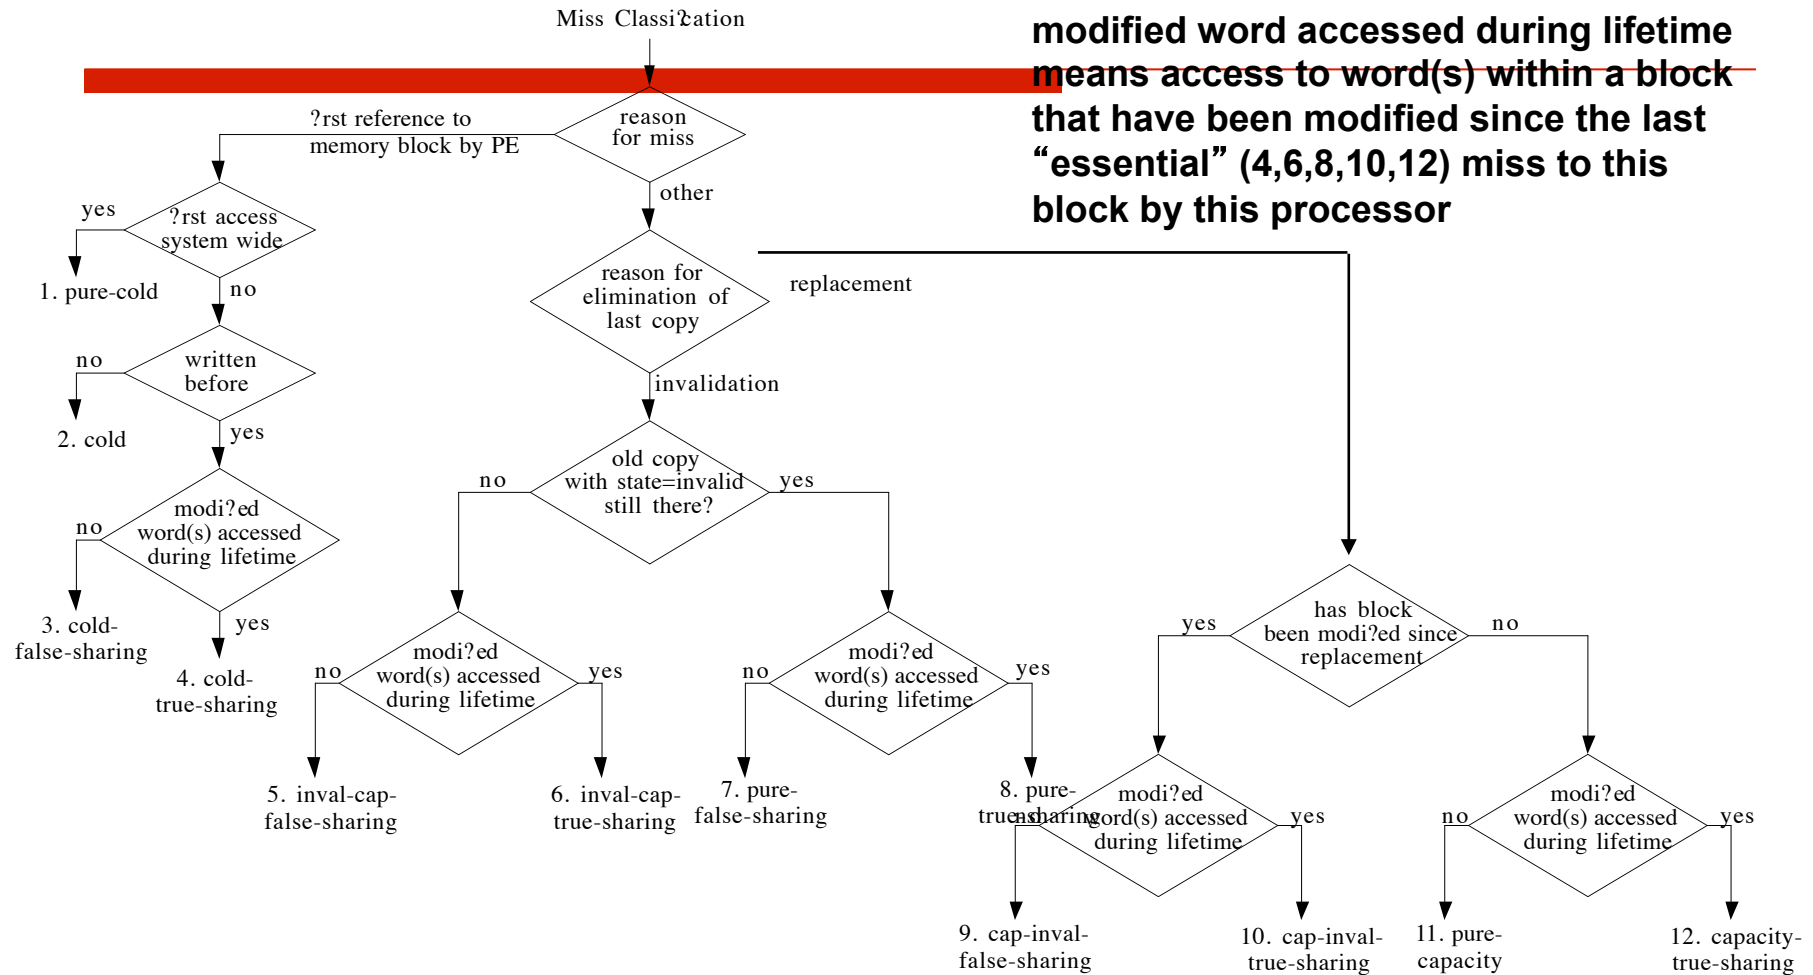 Miss Classi?cation
modified word accessed during lifetime
means access to word(s) within a block
that have been modified since the last
“essential” (4,6,8,10,12) miss to this
block by this processor
?rst reference to
memory block by PE
reason
for miss
other
yes
?rst access
system wide
1. pure-cold
no
reason for
elimination of
last copy
replacement
no
written
before
invalidation
2. cold
yes
no
old copy
with state=invalid
still there?
yes
no
modi?ed
word(s) accessed
during lifetime
3. cold-
false-sharing
yes
4. cold-
true-sharing
no
modi?ed
word(s) accessed
during lifetime
yes
no
modi?ed
word(s) accessed
during lifetime
yes
yes
has block
been modi?ed since
replacement
no
5. inval-cap-
false-sharing
6. inval-cap-
true-sharing
7. pure-
false-sharing
8. pure-
true-sharing
no
modi?ed
word(s) accessed
during lifetime
yes
no
modi?ed
word(s) accessed
during lifetime
yes
9. cap-inval-
false-sharing
10. cap-inval-
true-sharing
11. pure-
capacity
12. capacity-
true-sharing